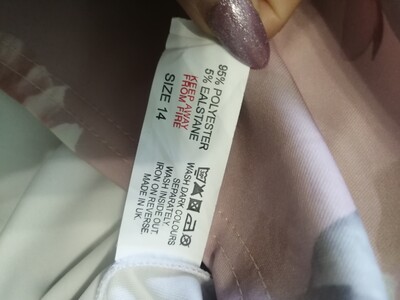 95% POLYESTER
5% EALSTANE
KEEP AWAY
FROM FIRE
SIZE 14
WASH DARK COLOURS
SEPARATELY
WASH INSIDE OUT.
IRON ON REVERSE.
MADE IN UK.